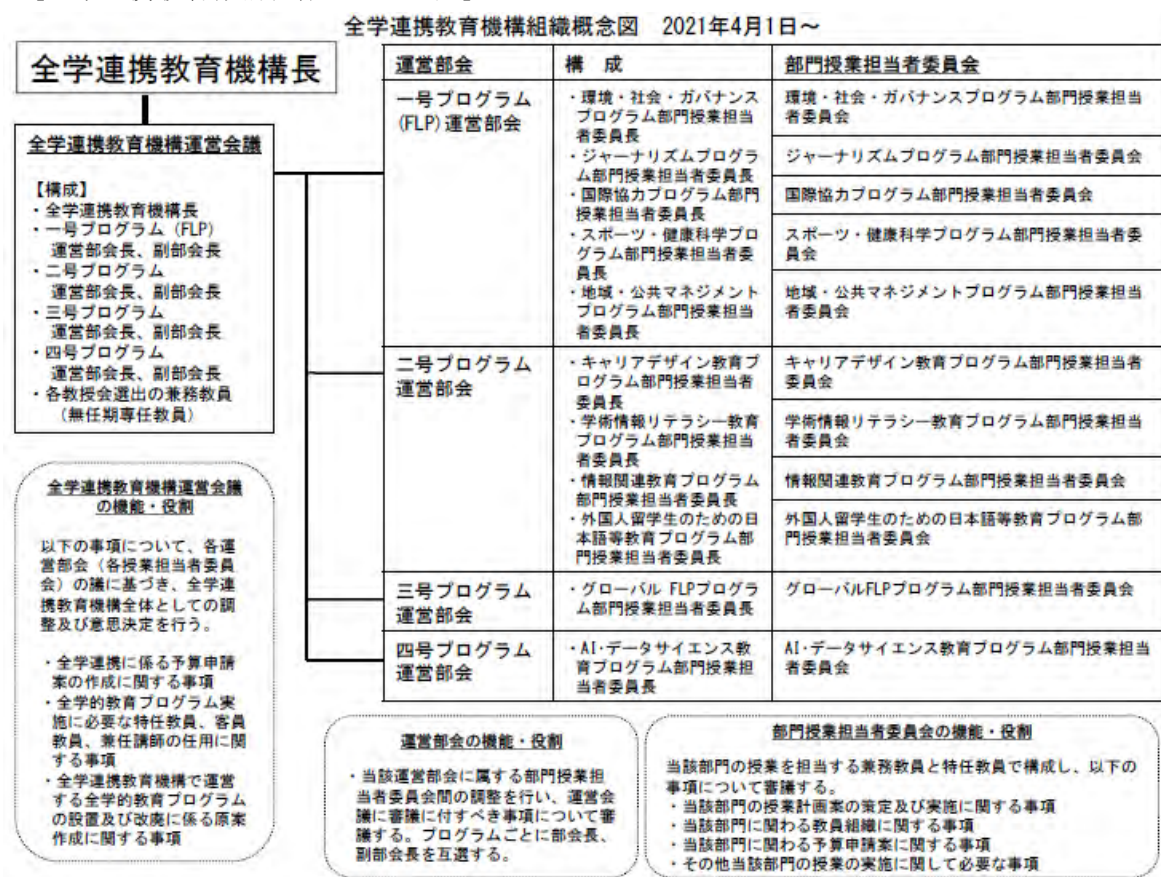 全学連携教育機構組織概念図　2021年4月1日～
全学連携教育機構長
全学連携教育機構運営会議
【構成】
・全学連携教育機構長
・一号プログラム（FLP）
運営部会長、副部会長
・二号プログラム
運営部会長、副部会長
・三号プログラム
運営部会長、副部会長
・四号プログラム
運営部会長、副部会長
・各教授会選出の兼務教員
（無任期専任教員）
全学連携教育機構運営会議
の機能・役割
以下の事項について、各運
営部会（各授業担当者委員
会）の議に基づき、全学連
携教育機構全体としての調
整及び意思決定を行う。
・全学連携に係る予算申請
案の作成に関する事項
・全学的教育プログラム実
施に必要な特任教員、客員
教員、兼任講師の任用に関
する事項
・全学連携教育機構で運営
する全学的教育プログラム
の設置及び改廃に係る原案
作成に関する事項
運営部会
構　成
部門授業担当者委員会
一号プログラム
(FLP)運営部会
・環境・社会・ガバナンス
プログラム部門授業担当
者委員長
・ジャーナリズムプログラ
ム部門授業担当者委員長
・国際協力プログラム部門
授業担当者委員長
・スポーツ・健康科学プロ
グラム部門授業担当者委
員長
・地域・公共マネジメント
プログラム部門授業担当
者委員長
環境・社会・ガバナンスプログラム部門授業担当
者委員会
ジャーナリズムプログラム部門授業担当者委員会
国際協力プログラム部門授業担当者委員会
スポーツ・健康科学プログラム部門授業担当者委
員会
地域・公共マネジメントプログラム部門授業担当
者委員会
二号プログラム
運営部会
・キャリアデザイン教育プ
ログラム部門授業担当者
委員長
・学術情報リテラシー教育
プログラム部門授業担当
者委員長
・情報関連教育プログラム
部門授業担当者委員長
・外国人留学生のための日
本語等教育プログラム部
門授業担当者委員長
キャリアデザイン教育プログラム部門授業担当者
委員会
学術情報リテラシー教育プログラム部門授業担当
者委員会
情報関連教育プログラム部門授業担当者委員会
外国人留学生のための日本語等教育プログラム部
門授業担当者委員会
三号プログラム
運営部会
・グローバル FLPプログラ
ム部門授業担当者委員長
グローバルFLPプログラム部門授業担当者委員会
四号プログラム
運営部会
・AI・データサイエンス教
育プログラム部門授業担
当者委員長
AI・データサイエンス教育プログラム部門授業担当
者委員会
運営部会の機能・役割
・当該運営部会に属する部門授業担
当者委員会間の調整を行い、運営会
議に審議に付すべき事項について審
議する。プログラムごとに部会長、
副部会長を互選する。
部門授業担当者委員会の機能・役割
当該部門の授業を担当する兼務教員と特任教員で構成し、以下の
事項について審議する。
・当該部門の授業計画案の策定及び実施に関する事項
・当該部門に関わる教員組織に関する事項
・当該部門に関わる予算申請案に関する事項
・その他当該部門の授業の実施に関して必要な事項